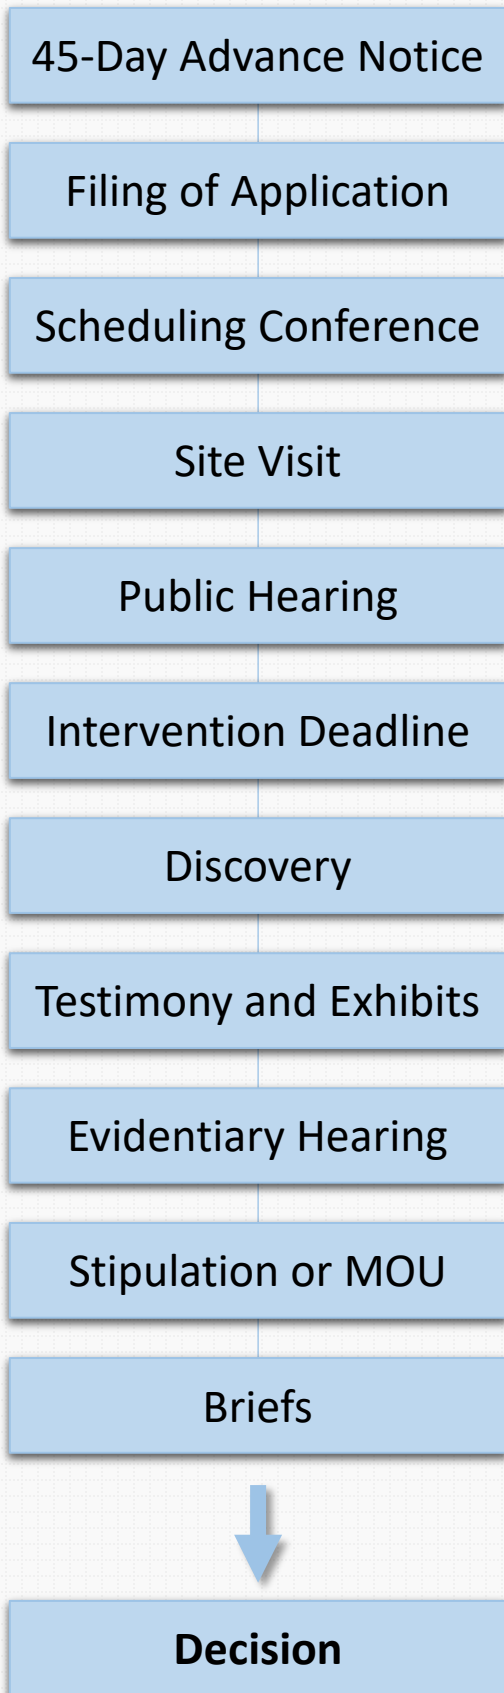 45-Day Advance Notice
Filing of Application
Scheduling Conference
Site Visit
Public Hearing
Intervention Deadline
Discovery
Testimony and Exhibits
Evidentiary Hearing
Stipulation or MOU
Briefs
Decision